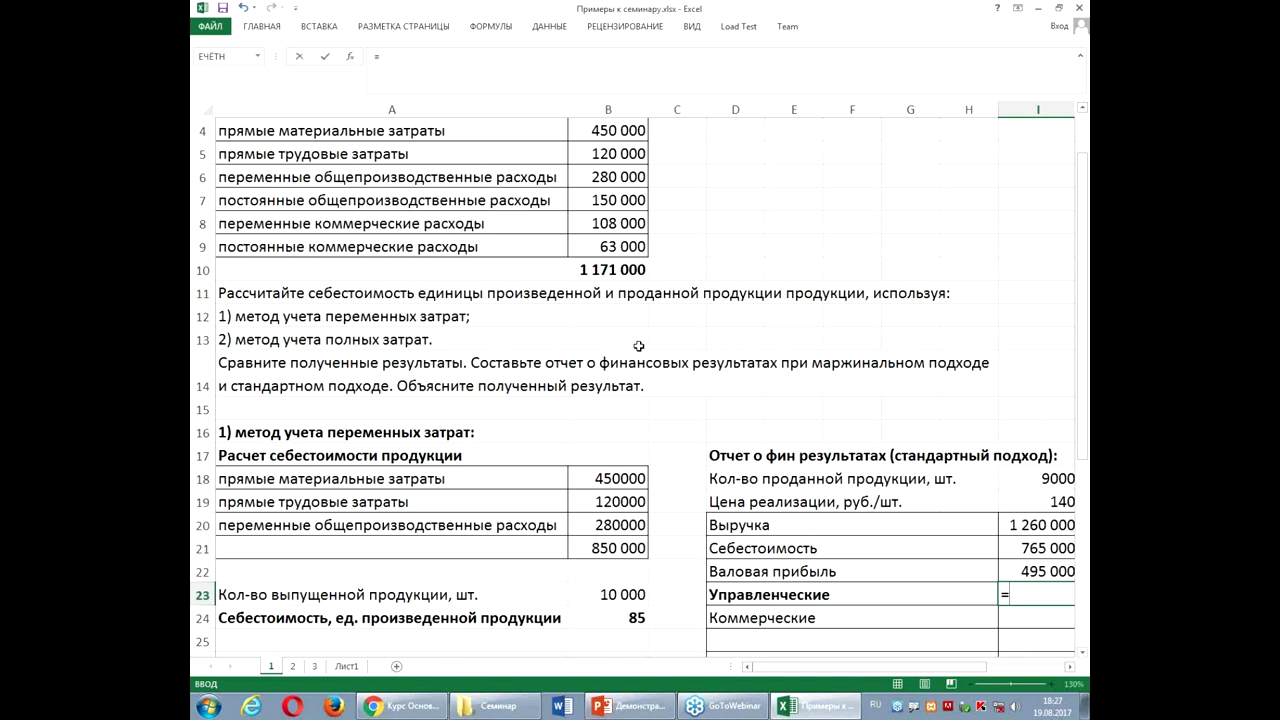 Примеры к семинару.xlsx - Excel
ФАЙЛ ГЛАВНАЯ ВСТАВКА РАЗМЕТКА СТРАНИЦЫ ФОРМУЛЫ ДАННЫЕ РЕЦЕНЗИРОВАНИЕ ВИД Load Test Team Вход
ЕЧЁТН =
A B C D E F G H I
4 прямые материальные затраты 450 000
5 прямые трудовые затраты 120 000
6 переменные общепроизводственные расходы 280 000
7 постоянные общепроизводственные расходы 150 000
8 переменные коммерческие расходы 108 000
9 постоянные коммерческие расходы 63 000
10 1 171 000
11 Рассчитайте себестоимость единицы произведенной и проданной продукции продукции, используя:
12 1) метод учета переменных затрат;
13 2) метод учета полных затрат.
Сравните полученные результаты. Составьте отчет о финансовых результатах при маржинальном подходе
14 и стандартном подходе. Объясните полученный результат.
15
16 1) метод учета переменных затрат:
17 Расчет себестоимости продукции Отчет о фин результатах (стандартный подход):
18 прямые материальные затраты 450000 Кол-во проданной продукции, шт. 9000
19 прямые трудовые затраты 120000 Цена реализации, руб./шт. 140
20 переменные общепроизводственные расходы 280000 Выручка 1 260 000
21 850 000 Себестоимость 765 000
22 Валовая прибыль 495 000
23 Кол-во выпущенной продукции, шт. 10 000 Управленческие =
24 Себестоимость, ед. произведенной продукции 85 Коммерческие
25
1 2 3 Лист1
ВВОД 130%
Курс Основ... Семинар Демонстра... GoToWebinar Примеры к ... RU 18:27
19.08.2017